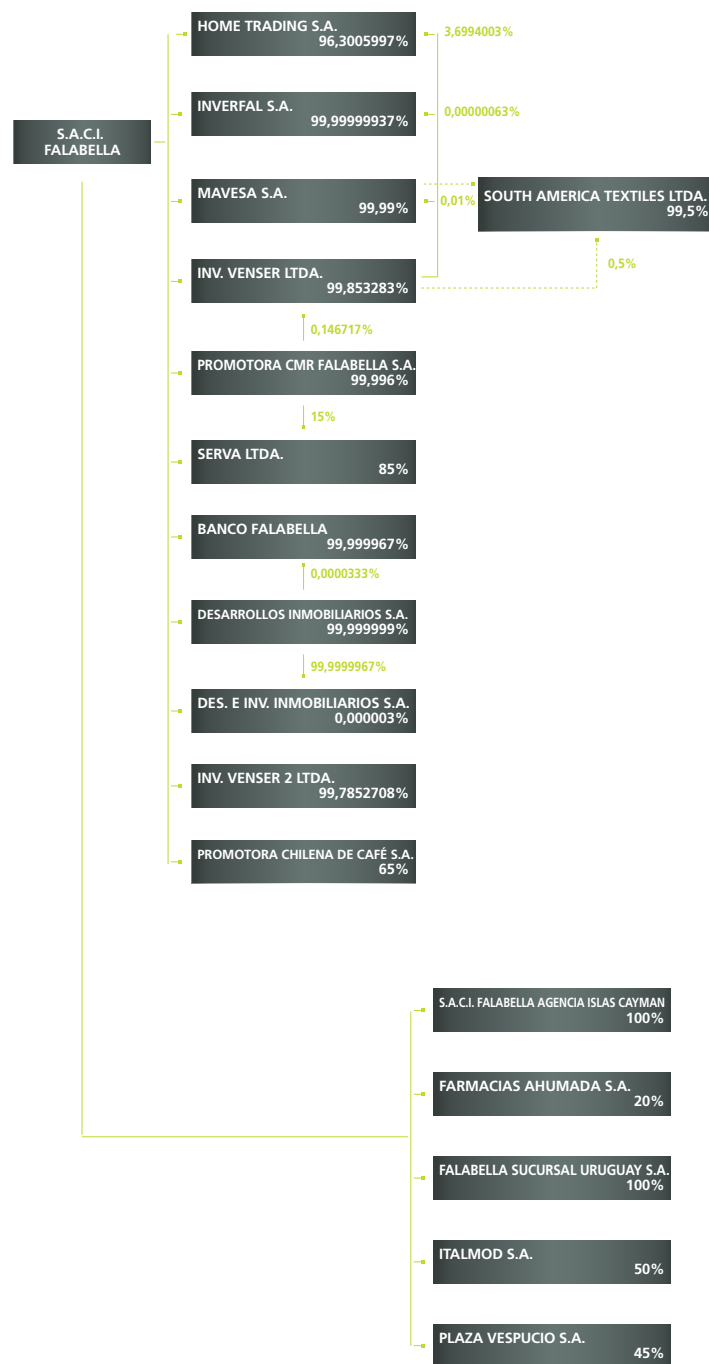 HOME TRADING S.A.
96,3005997%
3,6994003%
INVERFAL S.A.
99,99999937%
0,00000063%
S.A.C.I.
FALABELLA
MAVESA S.A.
99,99%
0,01%
SOUTH AMERICA TEXTILES LTDA.
99,5%
INV. VENSER LTDA.
99,853283%
0,5%
0,146717%
PROMOTORA CMR FALABELLA S.A.
99,996%
15%
SERVA LTDA.
85%
BANCO FALABELLA
99,999967%
0,0000333%
DESARROLLOS INMOBILIARIOS S.A.
99,999999%
99,9999967%
DES. E INV. INMOBILIARIOS S.A.
0,000003%
INV. VENSER 2 LTDA.
99,7852708%
PROMOTORA CHILENA DE CAFÉ S.A.
65%
S.A.C.I. FALABELLA AGENCIA ISLAS CAYMAN
100%
FARMACIAS AHUMADA S.A.
20%
FALABELLA SUCURSAL URUGUAY S.A.
100%
ITALMOD S.A.
50%
PLAZA VESPUCIO S.A.
45%